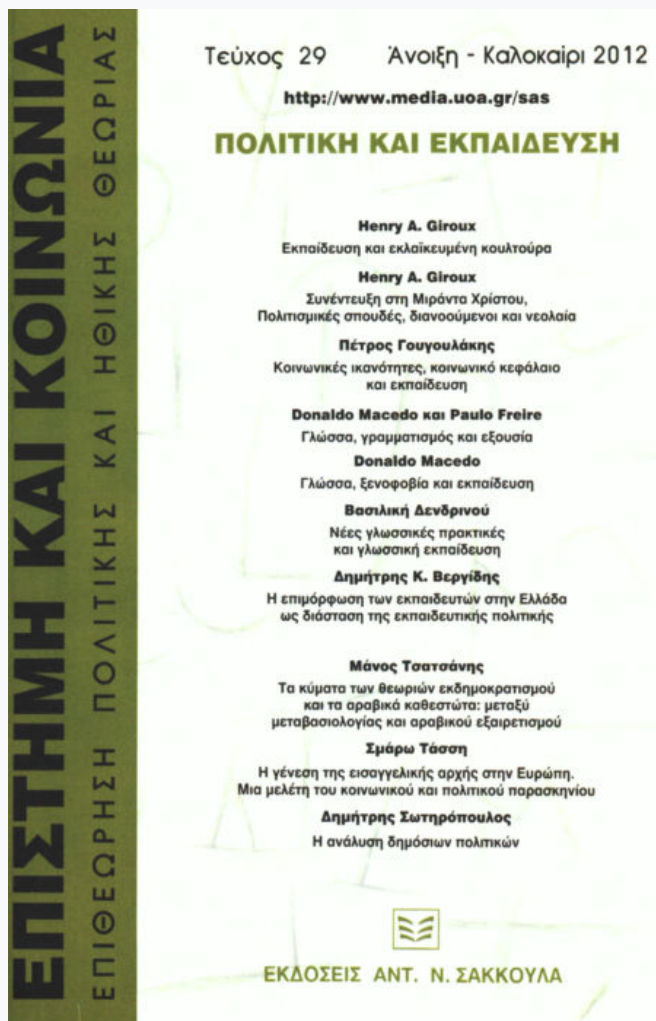 ΕΠΙΣΤΗΜΗ ΚΑΙ ΚΟΙΝΩΝΙΑ
ΕΠΙΘΕΩΡΗΣΗ ΠΟΛΙΤΙΚΗΣ ΚΑΙ ΗΘΙΚΗΣ ΘΕΩΡΙΑΣ
Τεύχος 29 Άνοιξη - Καλοκαίρι 2012
http://www.media.uoa.gr/sas
ΠΟΛΙΤΙΚΗ ΚΑΙ ΕΚΠΑΙΔΕΥΣΗ
Henry A. Giroux
Εκπαίδευση και εκλαϊκευμένη κουλτούρα
Henry A. Giroux
Συνέντευξη στη Μιράντα Χρίστου,
Πολιτισμικές σπουδές, διανοούμενοι και νεολαία
Πέτρος Γουγουλάκης
Κοινωνικές ικανότητες, κοινωνικό κεφάλαιο
και εκπαίδευση
Donaldo Macedo και Paulo Freire
Γλώσσα, γραμματισμός και εξουσία
Donaldo Macedo
Γλώσσα, ξενοφοβία και εκπαίδευση
Βασιλική Δενδρινού
Νέες γλωσσικές πρακτικές
και γλωσσική εκπαίδευση
Δημήτρης Κ. Βεργίδης
Η επιμόρφωση των εκπαιδευτών στην Ελλάδα
ως διάσταση της εκπαιδευτικής πολιτικής
Μάνος Τσατσάνης
Τα κύματα των θεωριών εκδημοκρατισμού
και τα αραβικά καθεστώτα: μεταξύ
μεταβασιολογίας και αραβικού εξαιρετισμού
Σμάρω Τάσση
Η γένεση της εισαγγελικής αρχής στην Ευρώπη.
Μια μελέτη του κοινωνικού και πολιτικού παρασκηνίου
Δημήτρης Σωτηρόπουλος
Η ανάλυση δημόσιων πολιτικών
ΕΚΔΟΣΕΙΣ ΑΝΤ. Ν. ΣΑΚΚΟΥΛΑ